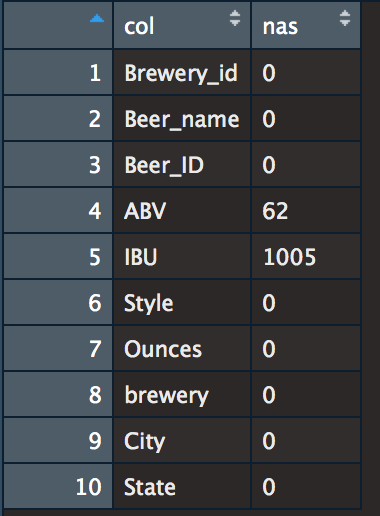 col nas
1 Brewery_id 0
2 Beer_name 0
3 Beer_ID 0
4 ABV 62
5 IBU 1005
6 Style 0
7 Ounces 0
8 brewery 0
9 City 0
10 State 0